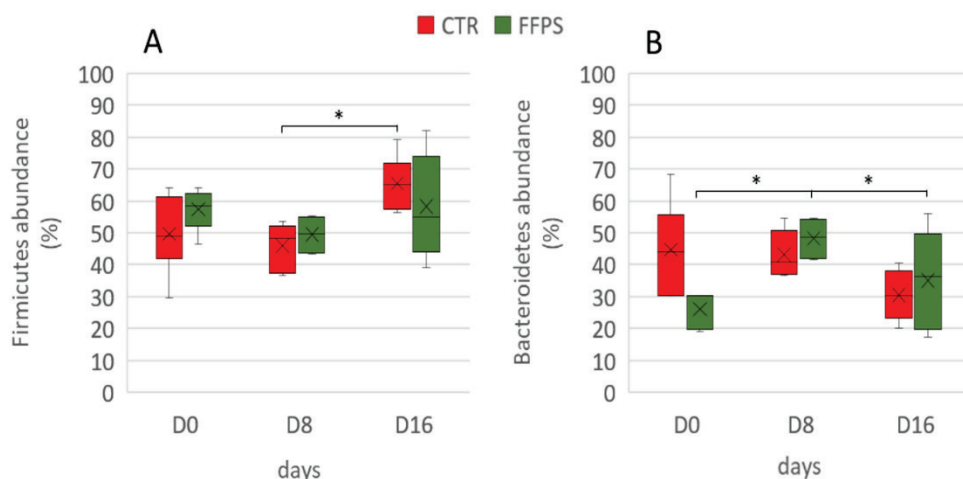 CTR FFPS
A
B
Firmicutes abundance
(%)
100
90
80
70
60
50
40
30
20
10
0
*
D0 D8 D16
days
Bacteroidetes abundance
(%)
100
90
80
70
60
50
40
30
20
10
0
* *
D0 D8 D16
days